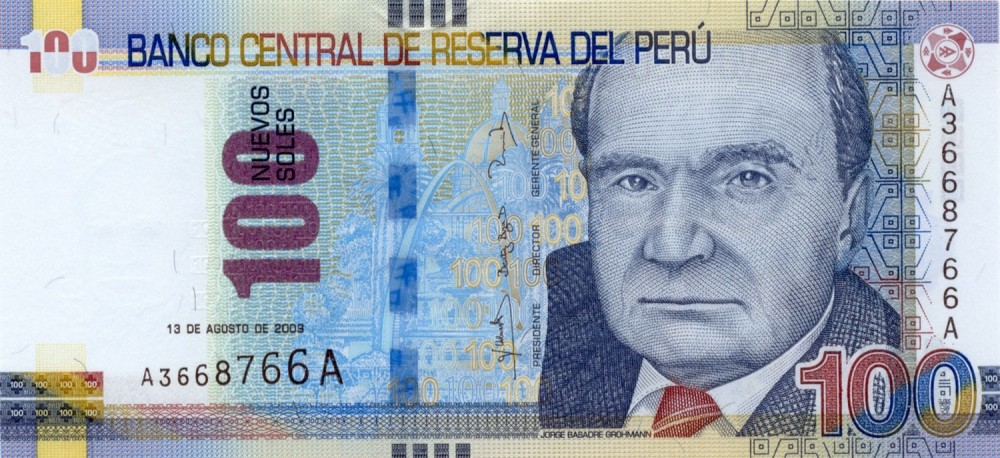 100 BANCO CENTRAL DE RESERVA DEL PERÚ
100
NUEVOS
SOLES
13 DE AGOSTO DE 2009
A3668766A
PRESIDENTE
DIRECTOR
GERENTE GENERAL
A3668766A
JORGE BASADRE GROHMANN
100